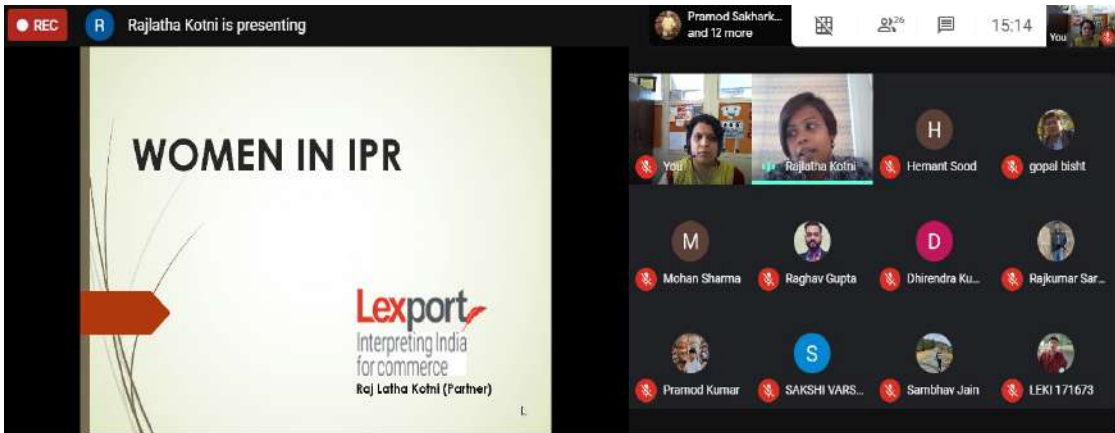 REC
R
Rajlatha Kotni is presenting
Pramod Sakhark...
and 12 more
26
15:14
You
WOMEN IN IPR
Lexport
Interpreting India
for commerce
Raj Latha Kotni (Partner)
You
Rajlatha Kotni
H
Hemant Sood
gopal bisht
M
Mohan Sharma
Raghav Gupta
D
Dhirendra Ku...
Rajkumar Sar...
Pramod Kumar
S
SAKSHI VARS...
Sambhav Jain
LEKI 171673